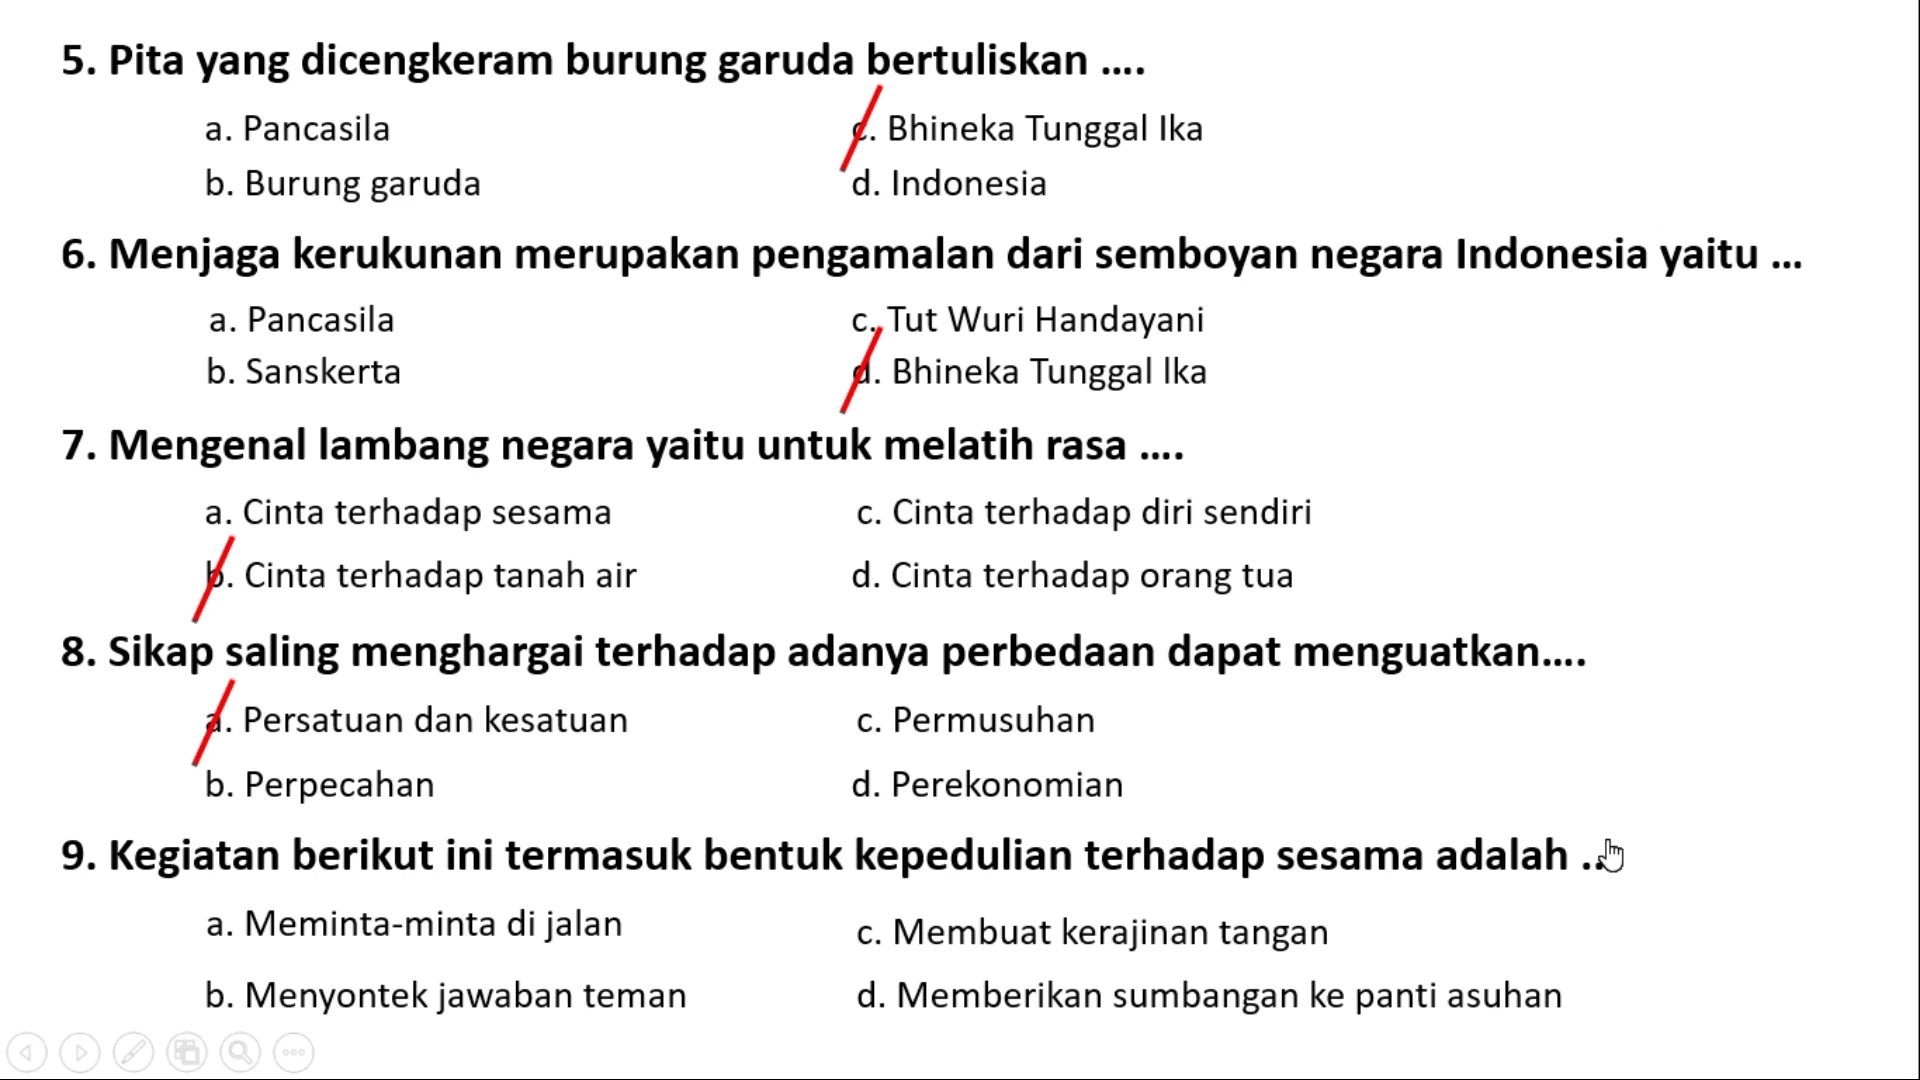 5. Pita yang dicengkeram burung garuda bertuliskan ....
a. Pancasila
c. Bhineka Tunggal Ika
b. Burung garuda
d. Indonesia
6. Menjaga kerukunan merupakan pengamalan dari semboyan negara Indonesia yaitu ...
a. Pancasila
c. Tut Wuri Handayani
b. Sanskerta
d. Bhineka Tunggal Ika
7. Mengenal lambang negara yaitu untuk melatih rasa ....
a. Cinta terhadap sesama
c. Cinta terhadap diri sendiri
b. Cinta terhadap tanah air
d. Cinta terhadap orang tua
8. Sikap saling menghargai terhadap adanya perbedaan dapat menguatkan....
a. Persatuan dan kesatuan
c. Permusuhan
b. Perpecahan
d. Perekonomian
9. Kegiatan berikut ini termasuk bentuk kepedulian terhadap sesama adalah ..
a. Meminta-minta di jalan
c. Membuat kerajinan tangan
b. Menyontek jawaban teman
d. Memberikan sumbangan ke panti asuhan